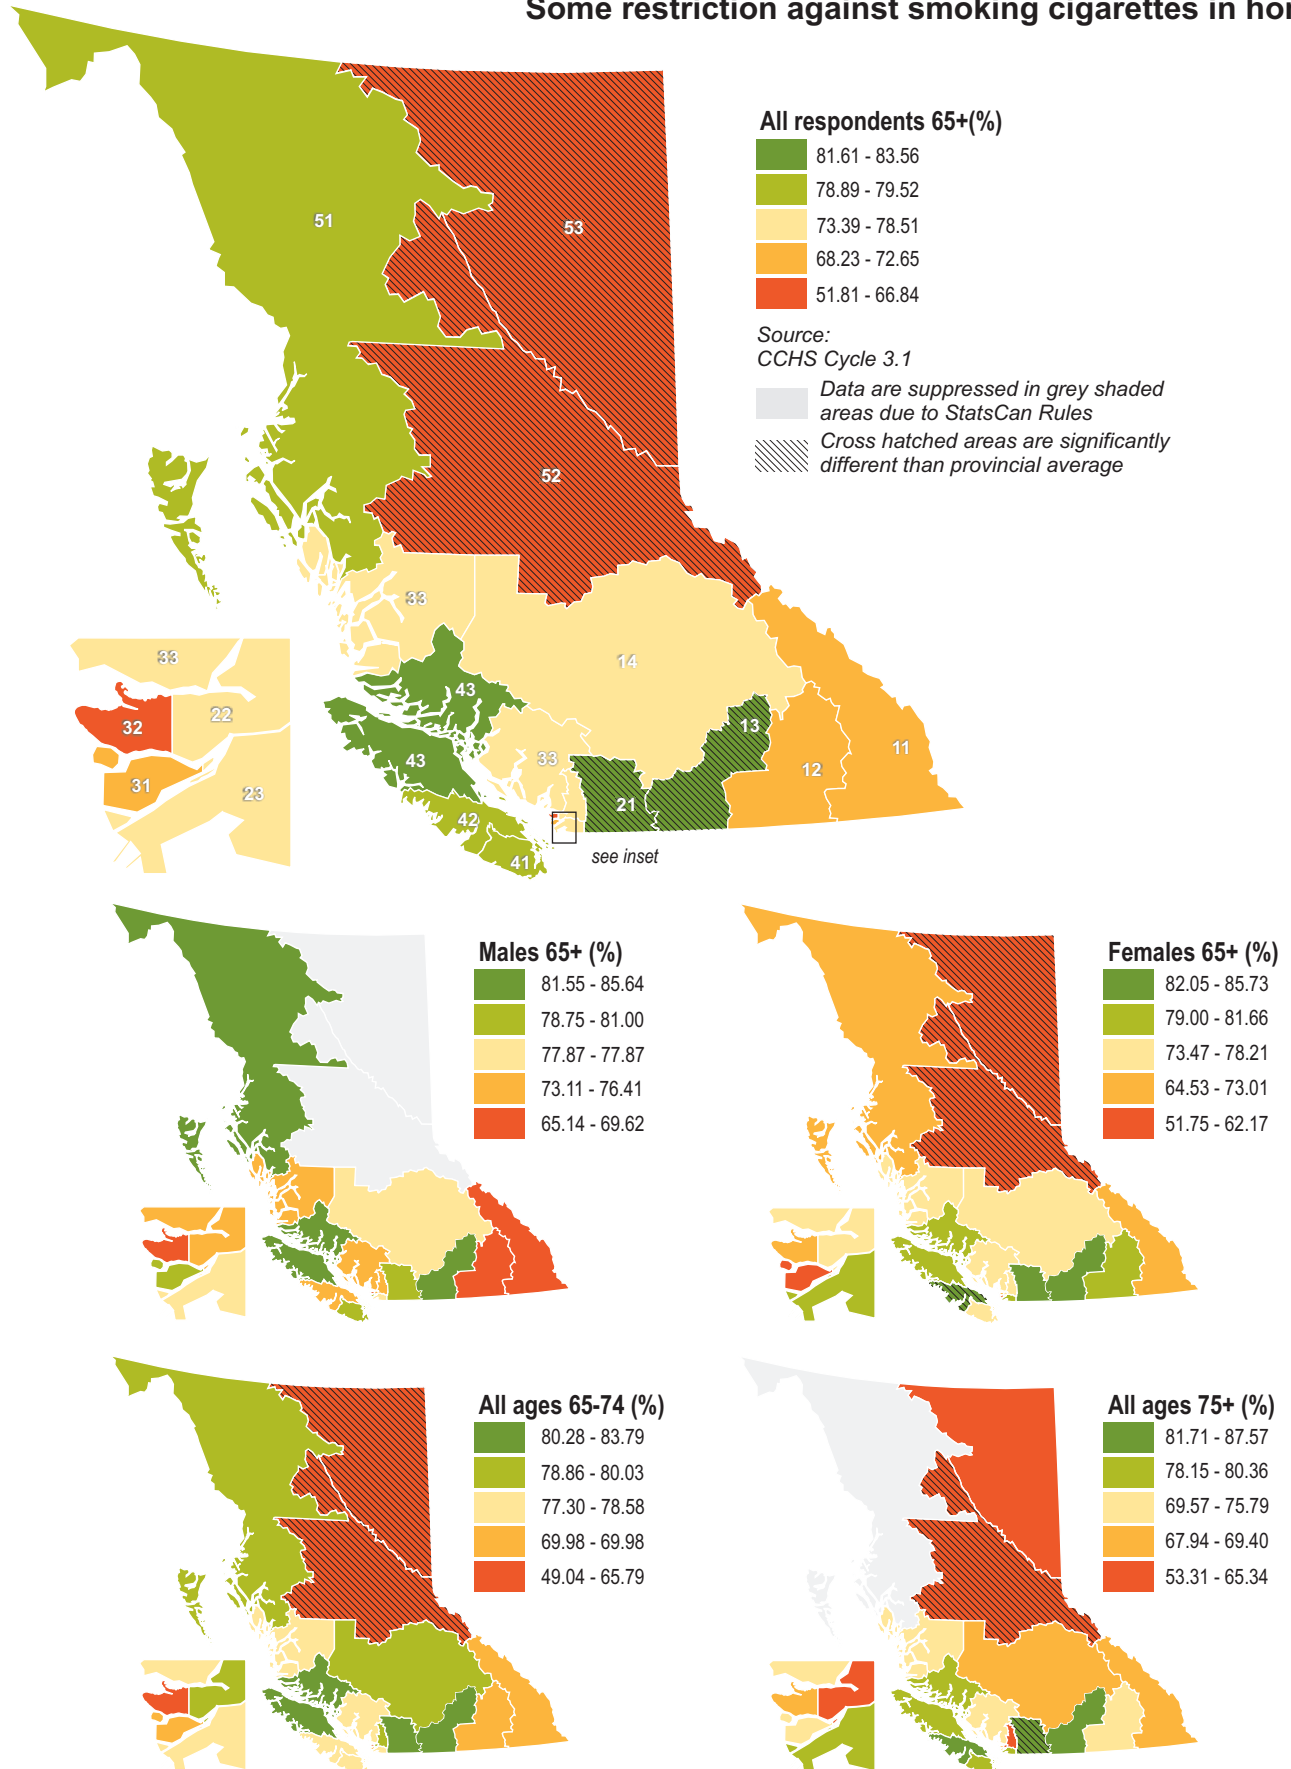 Some restriction against smoking cigarettes in
All respondents 65+(%)
81.61 - 83.56
78.89 - 79.52
73.39 - 78.51
68.23 - 72.65
51.81 - 66.84
Source:
CCHS Cycle 3.1
Data are suppressed in grey shaded
areas due to StatsCan Rules
Cross hatched areas are significantly
different than provincial average
51
53
52
33
14
43
13
11
12
33
43
21
42
41
see inset
33
22
32
31
23
Males 65+ (%)
81.55 - 85.64
78.75 - 81.00
77.87 - 77.87
73.11 - 76.41
65.14 - 69.62
Females 65+ (%)
82.05 - 85.73
79.00 - 81.66
73.47 - 78.21
64.53 - 73.01
51.75 - 62.17
All ages 65-74 (%)
80.28 - 83.79
78.86 - 80.03
77.30 - 78.58
69.98 - 69.98
49.04 - 65.79
All ages 75+ (%)
81.71 - 87.57
78.15 - 80.36
69.57 - 75.79
67.94 - 69.40
53.31 - 65.34